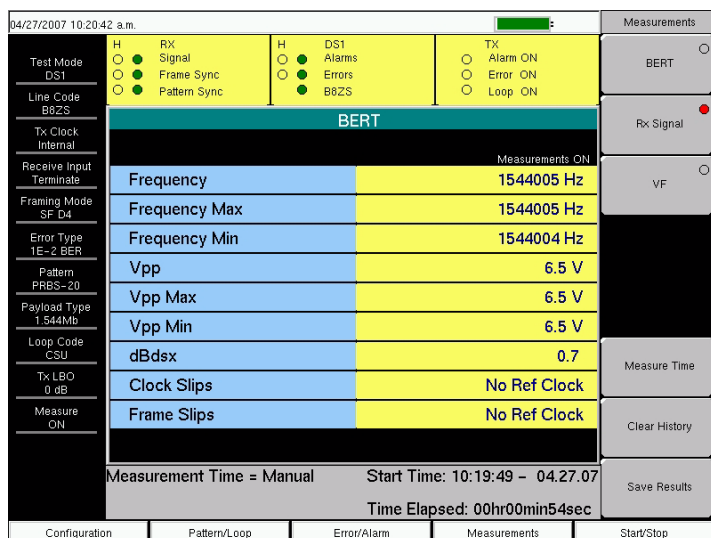 04/27/2007 10:20:42 a.m.
Measurements
Test Mode
DS1
Line Code
B8ZS
Tx Clock
Internal
Receive Input
Terminate
Framing Mode
SF D4
Error Type
1E-2 BER
Pattern
PRBS-20
Payload Type
1.544Mb
Loop Code
CSU
Tx LBO
0 dB
Measure
ON
H RX
Signal
Frame Sync
Pattern Sync
H DS1
Alarms
Errors
B8ZS
TX
Alarm ON
Error ON
Loop ON
BERT
Measurements ON
Frequency 1544005 Hz
Frequency Max 1544005 Hz
Frequency Min 1544004 Hz
Vpp 6.5 V
Vpp Max 6.5 V
Vpp Min 6.5 V
dBdsx 0.7
Clock Slips No Ref Clock
Frame Slips No Ref Clock
Measurement Time = Manual Start Time: 10:19:49 - 04.27.07
Time Elapsed: 00hr00min54sec
BERT
Rx Signal
VF
Measure Time
Clear History
Save Results
Configuration Pattern/Loop Error/Alarm Measurements Start/Stop